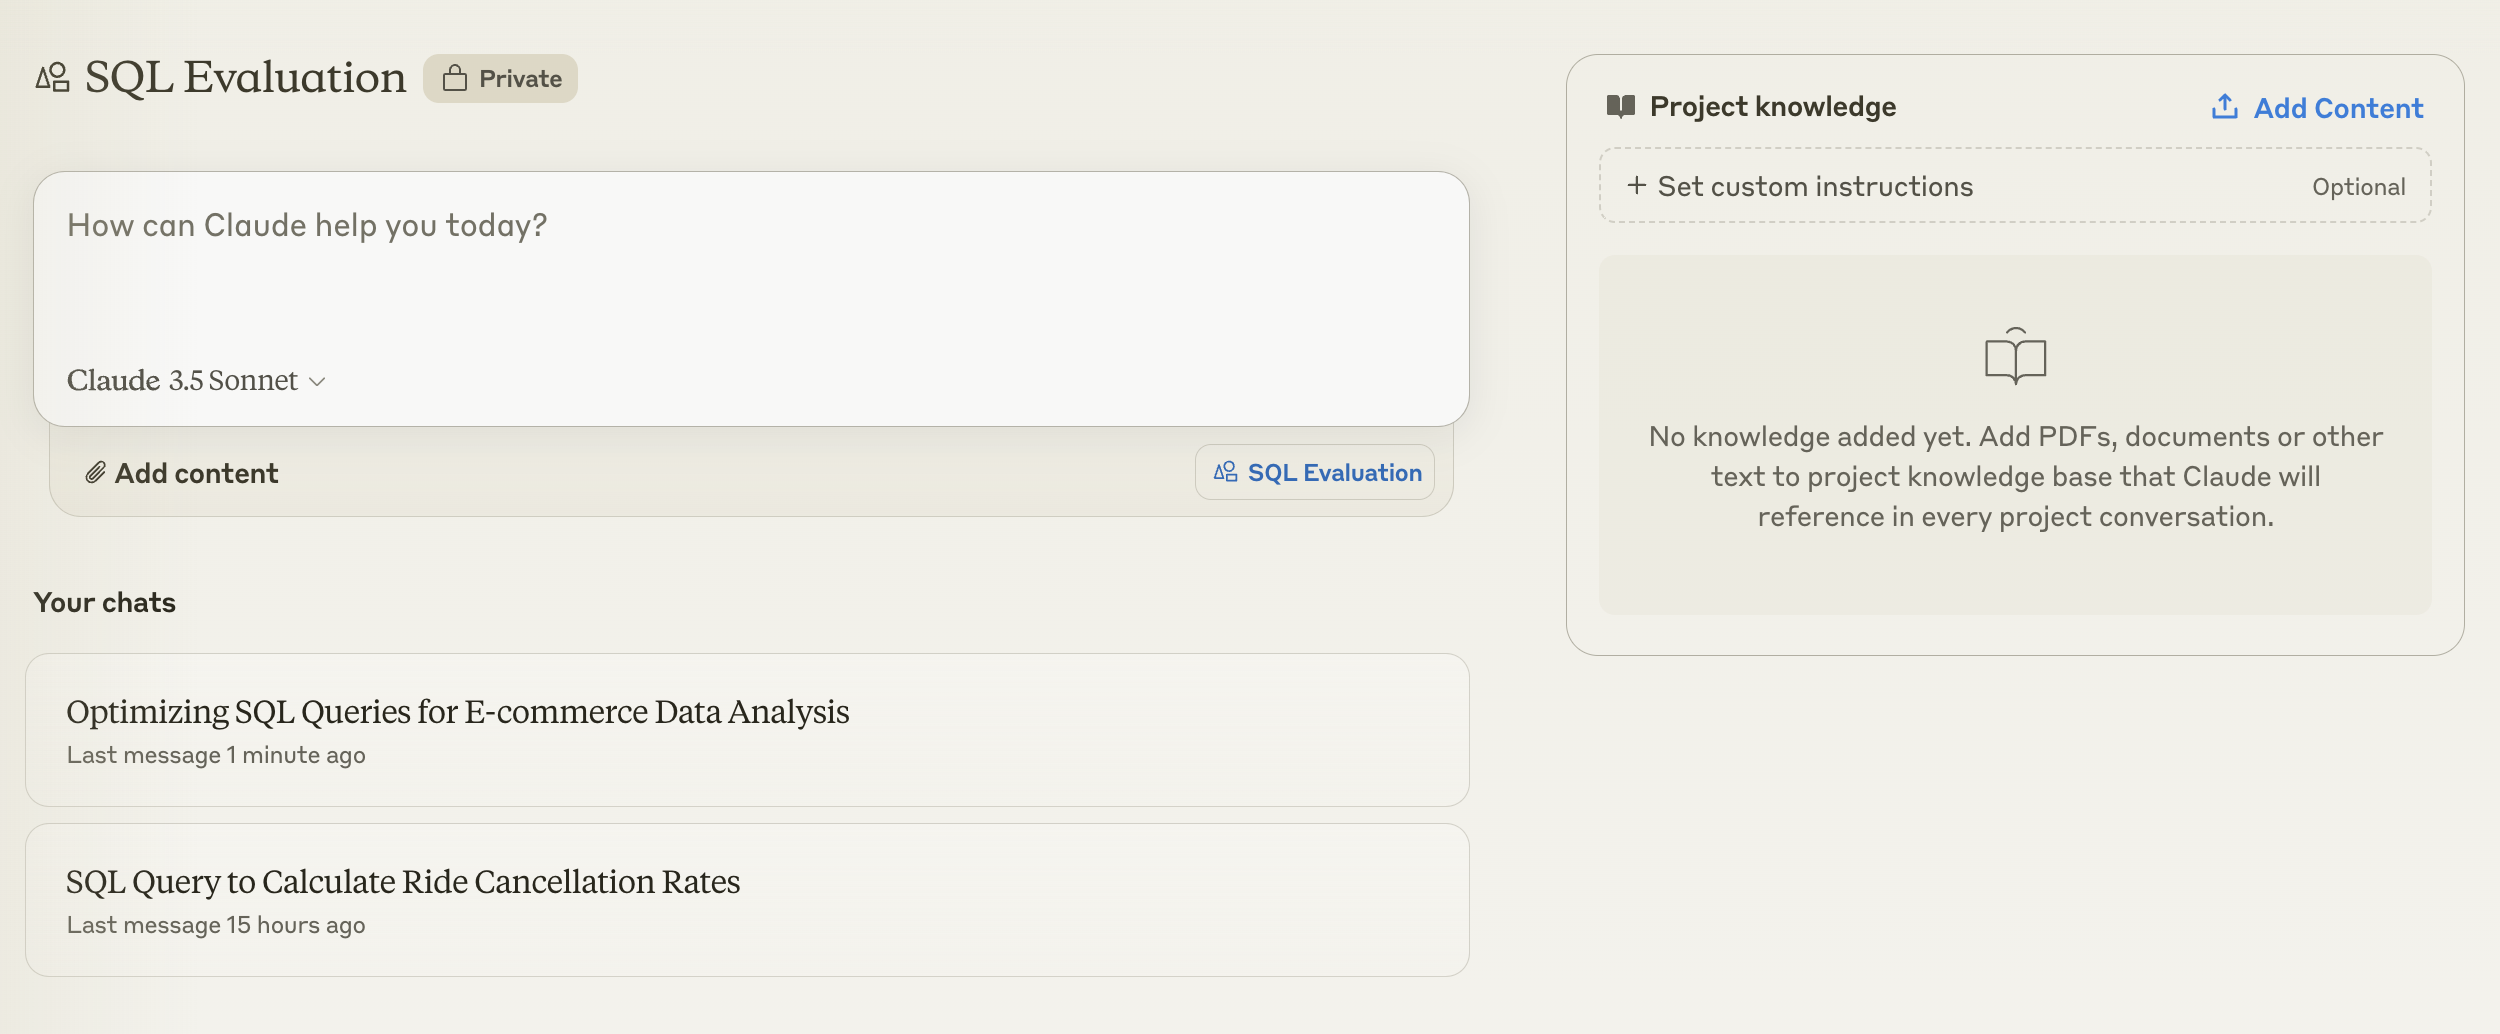 SQL Evaluation
Private
How can Claude help you today?
Claude 3.5 Sonnet
Add content
SQL Evaluation
Your chats
Optimizing SQL Queries for E-commerce Data Analysis
Last message 1 minute ago
SQL Query to Calculate Ride Cancellation Rates
Last message 15 hours ago
Project knowledge
Add Content
+ Set custom instructions
Optional
No knowledge added yet. Add PDFs, documents or other
text to project knowledge base that Claude will
reference in every project conversation.